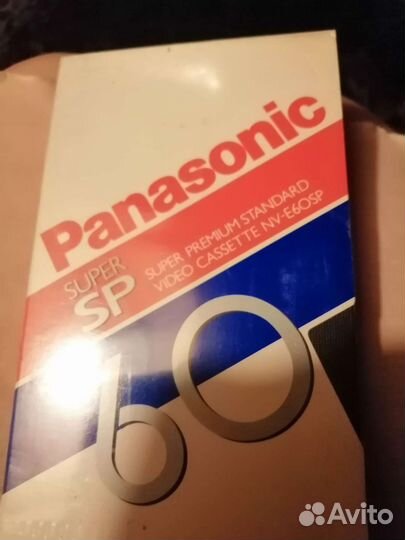 Panasonic
SUPER
SP
SUPER PREMIUM STANDARD
VIDEO CASSETTE NV-E60SP
60
Avito